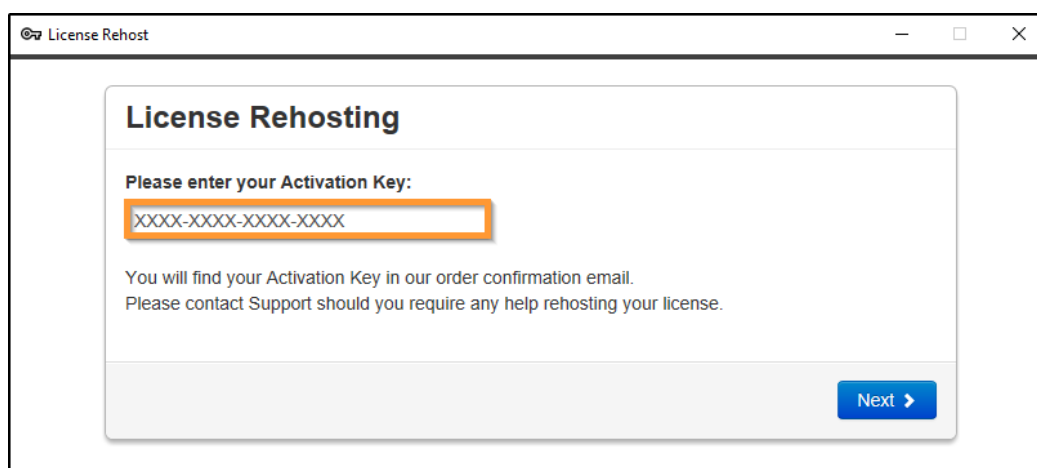 License Rehost
License Rehosting
Please enter your Activation Key:
XXXX-XXXX-XXXX-XXXX
You will find your Activation Key in our order confirmation email.
Please contact Support should you require any help rehosting your license.
Next